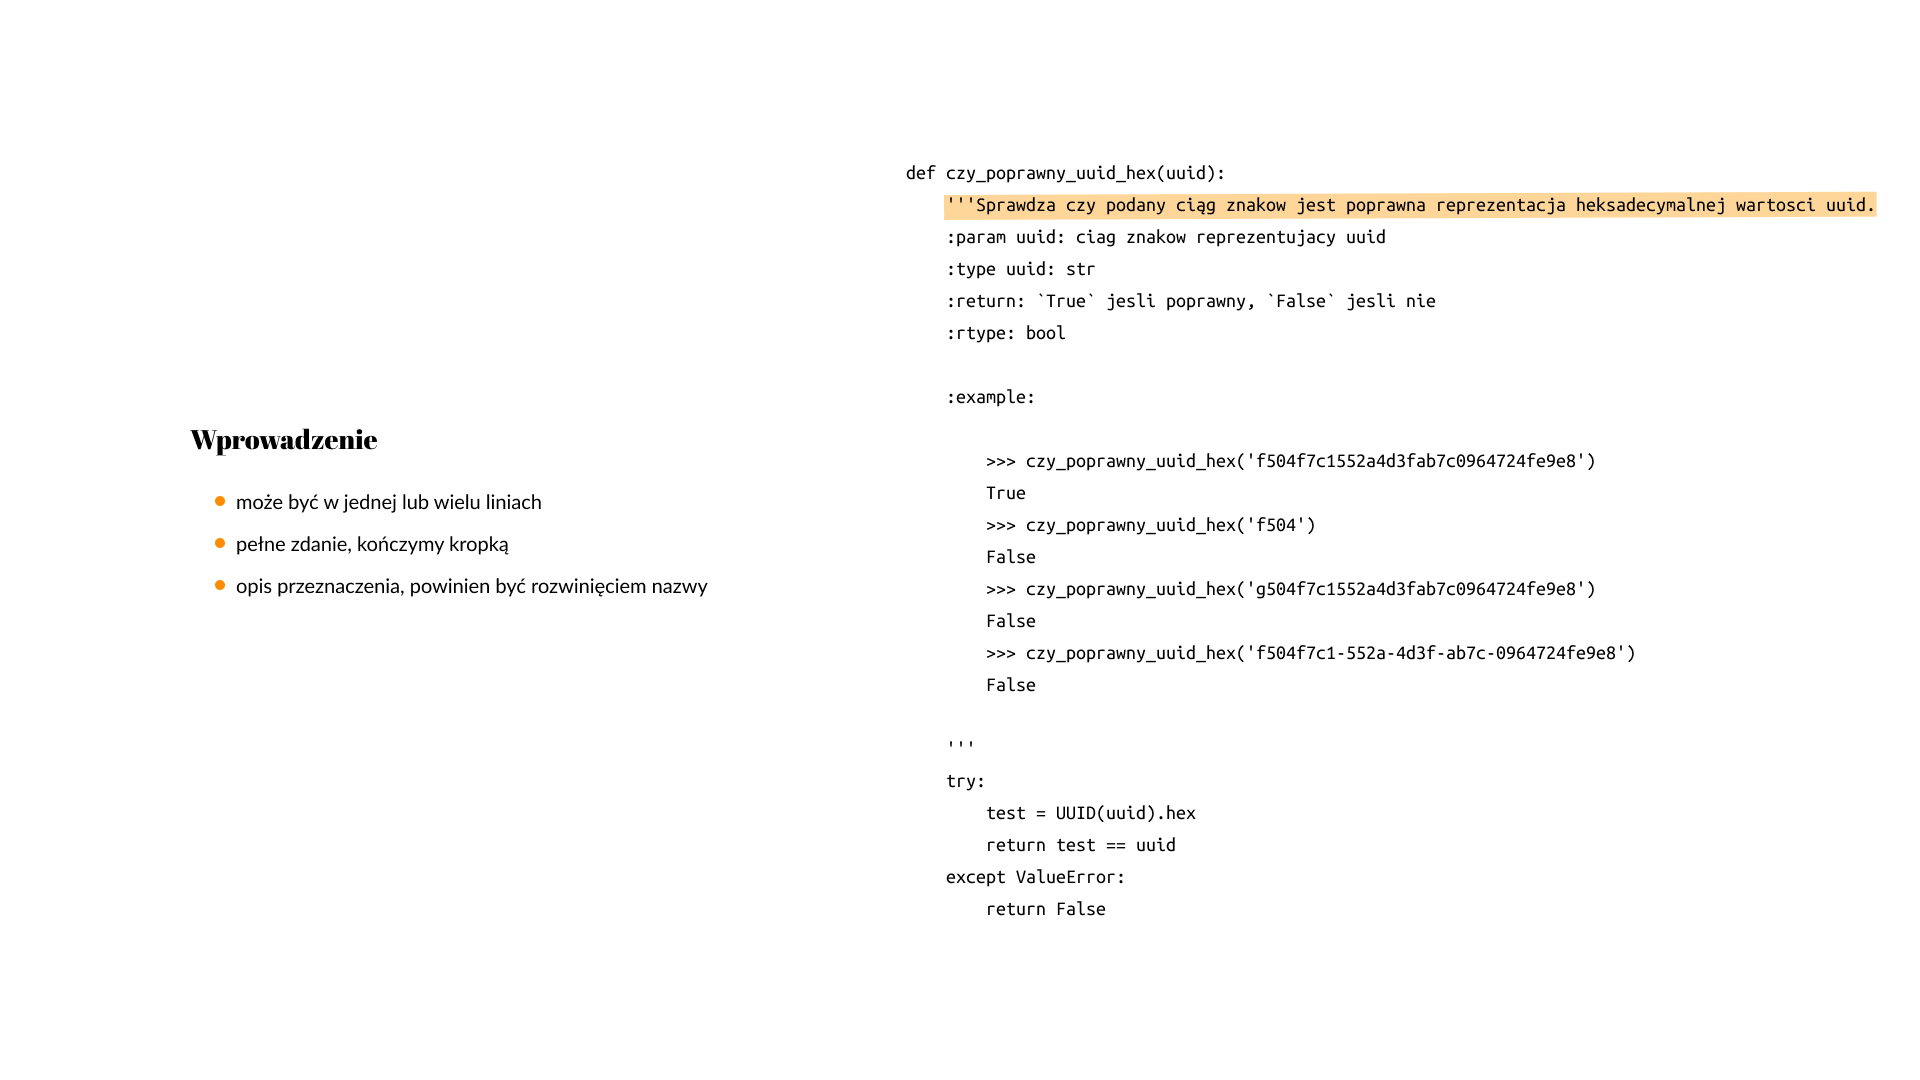 Wprowadzenie
może być w jednej lub wielu liniach
pełne zdanie, kończymy kropką
opis przeznaczenia, powinien być rozwinięciem nazwy
def czy_poprawny_uuid_hex(uuid):
    '''Sprawdza czy podany ciąg znakow jest poprawna reprezentacja heksadecymalnej wartosci uuid.
    :param uuid: ciag znakow reprezentujacy uuid
    :type uuid: str
    :return: `True` jesli poprawny, `False` jesli nie
    :rtype: bool

    :example:

        >>> czy_poprawny_uuid_hex('f504f7c1552a4d3fab7c0964724fe9e8')
        True
        >>> czy_poprawny_uuid_hex('f504')
        False
        >>> czy_poprawny_uuid_hex('g504f7c1552a4d3fab7c0964724fe9e8')
        False
        >>> czy_poprawny_uuid_hex('f504f7c1-552a-4d3f-ab7c-0964724fe9e8')
        False

    '''
    try:
        test = UUID(uuid).hex
        return test == uuid
    except ValueError:
        return False